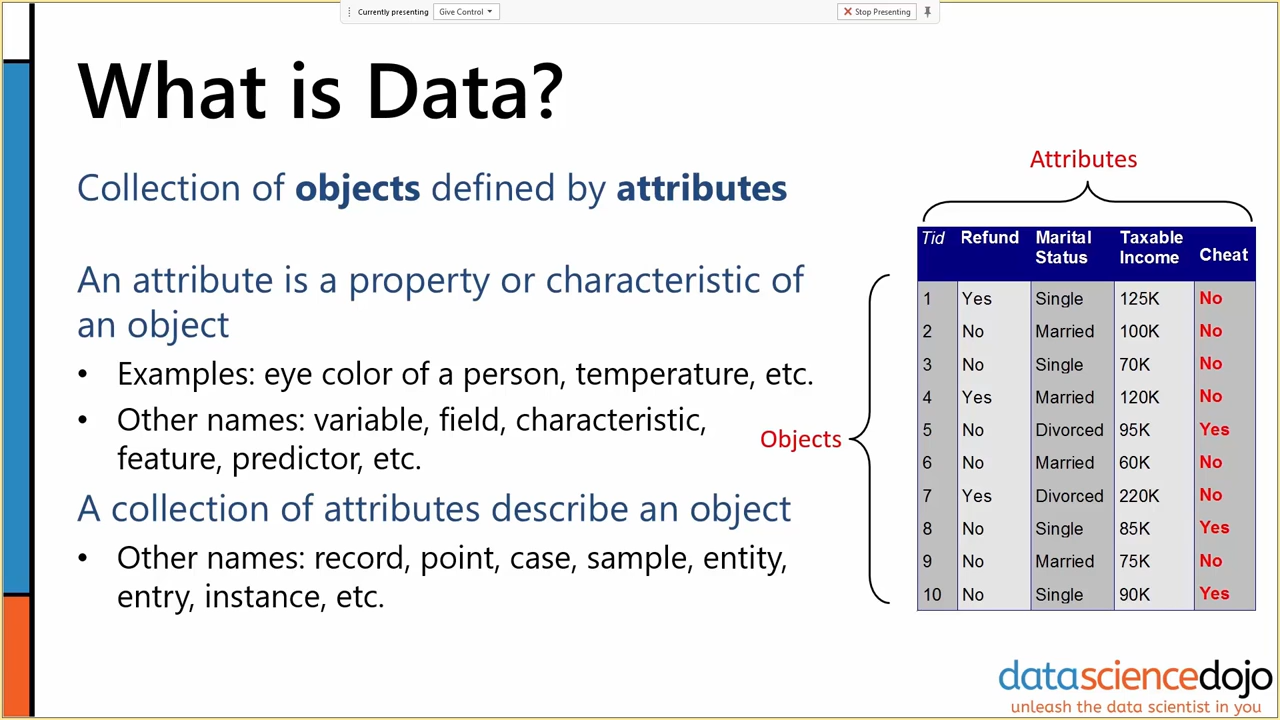 Currently presenting
Give Control
Stop Presenting
What is Data?
Collection of objects defined by attributes
An attribute is a property or characteristic of
an object
• Examples: eye color of a person, temperature, etc.
• Other names: variable, field, characteristic,
feature, predictor, etc.
A collection of attributes describe an object
• Other names: record, point, case, sample, entity,
entry, instance, etc.
Attributes
Objects
Tid Refund Marital Status Taxable Income Cheat
1 Yes Single 125K No
2 No Married 100K No
3 No Single 70K No
4 Yes Married 120K No
5 No Divorced 95K Yes
6 No Married 60K No
7 Yes Divorced 220K No
8 No Single 85K Yes
9 No Married 75K No
10 No Single 90K Yes
datasciencedojo
unleash the data scientist in you